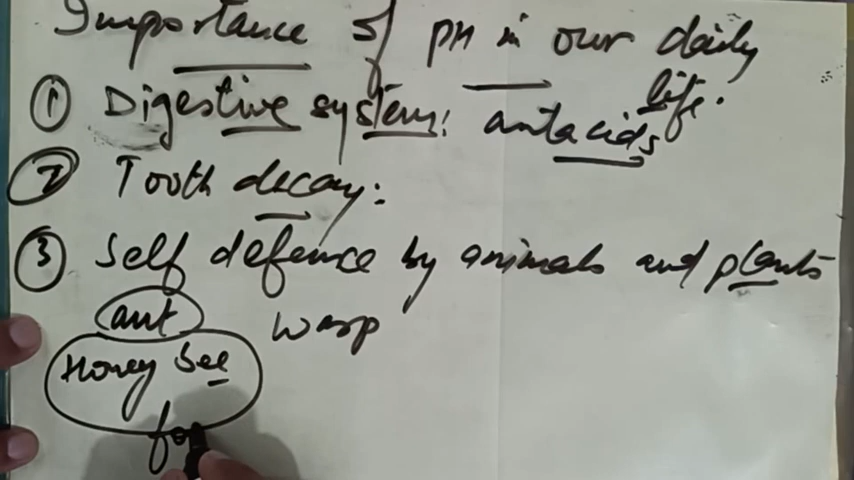 Importance of pH in our daily
life.
① Digestive system: antacids
② Tooth decay:
③ Self defence by animals and plants
ant wasp
Honey bee
fo